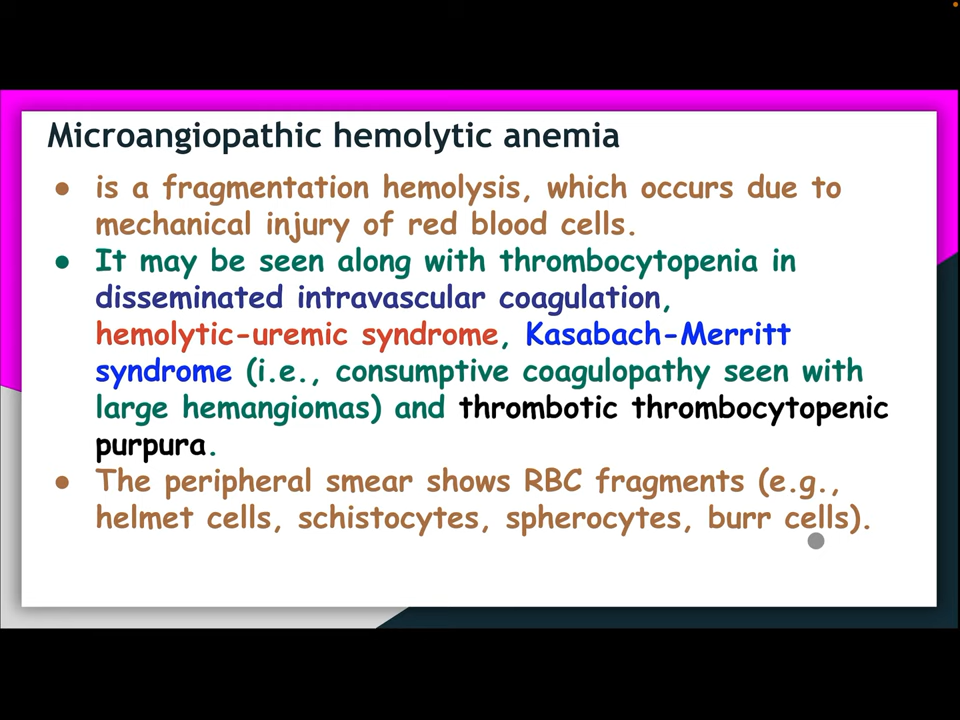 Microangiopathic hemolytic anemia
● is a fragmentation hemolysis, which occurs due to
mechanical injury of red blood cells.
● It may be seen along with thrombocytopenia in
disseminated intravascular coagulation,
hemolytic-uremic syndrome, Kasabach-Merritt
syndrome (i.e., consumptive coagulopathy seen with
large hemangiomas) and thrombotic thrombocytopenic
purpura.
● The peripheral smear shows RBC fragments (e.g.,
helmet cells, schistocytes, spherocytes, burr cells).